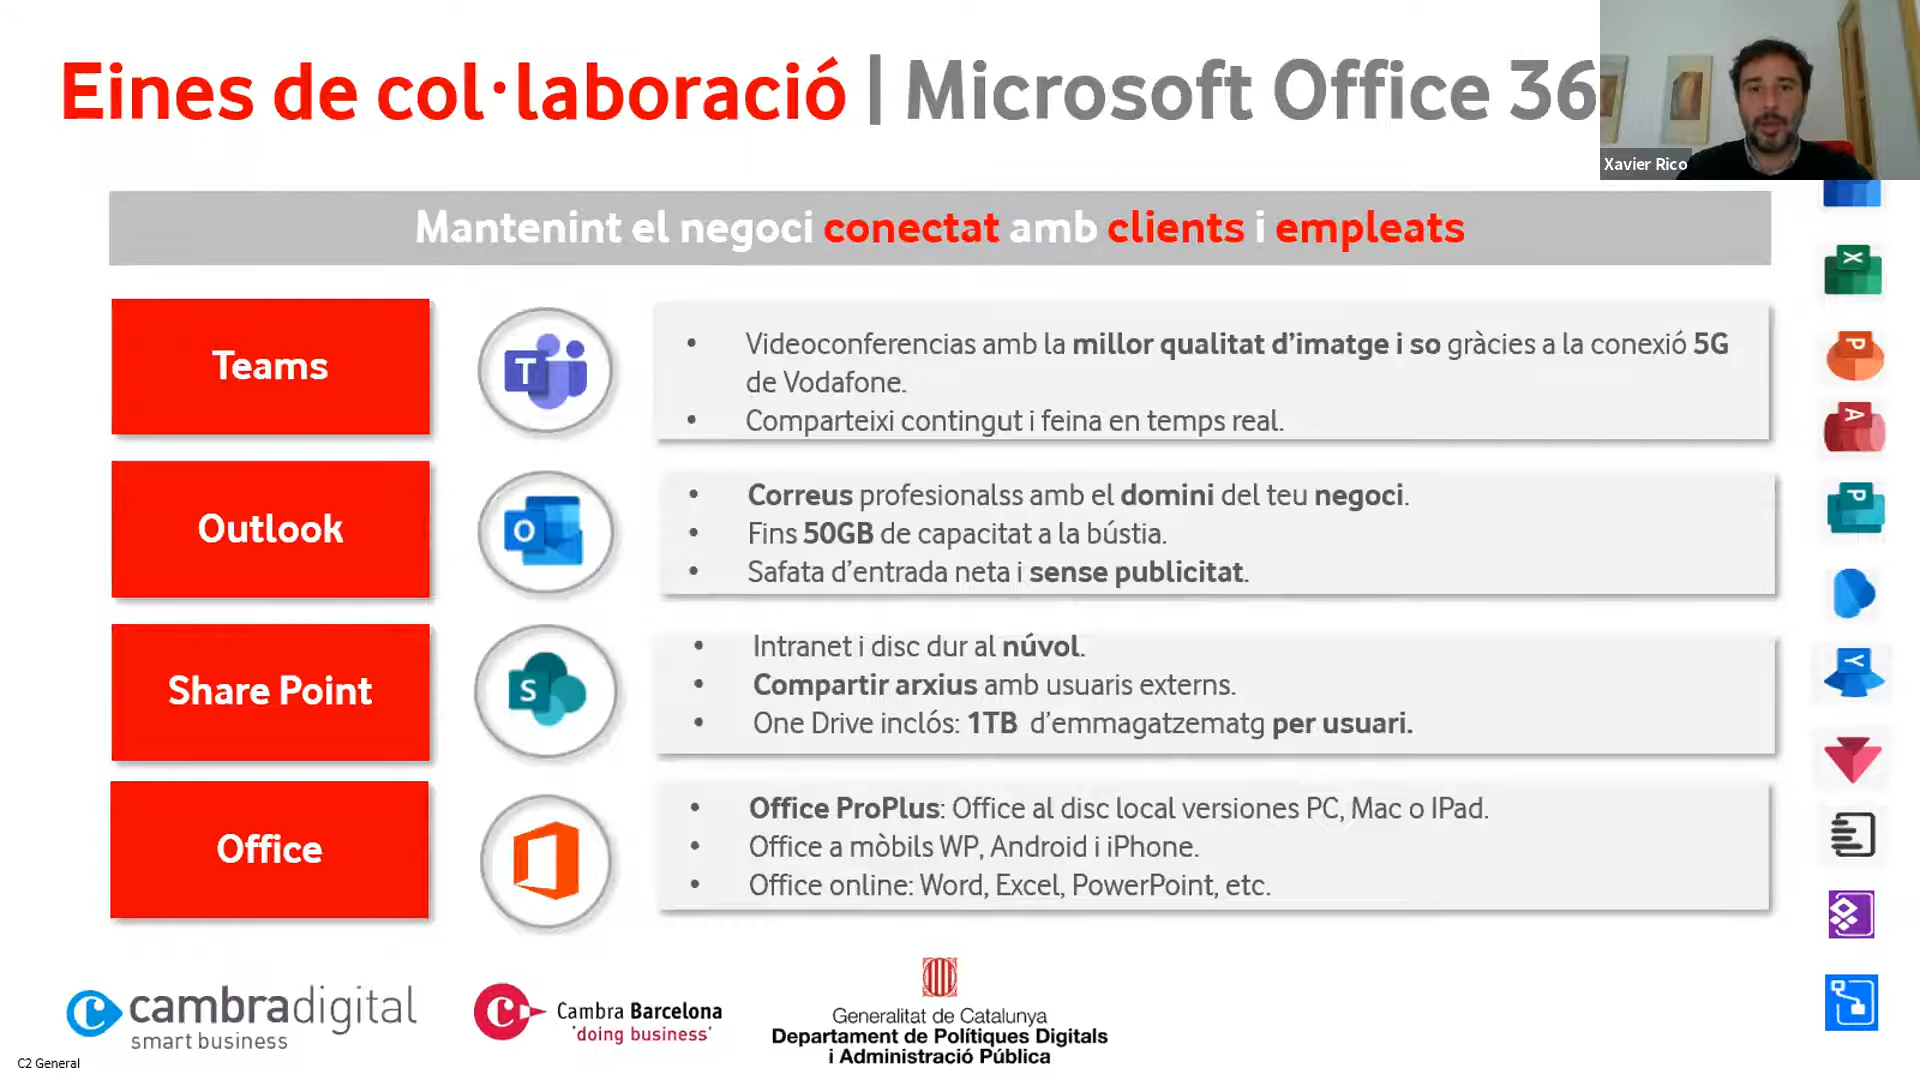 Eines de col·laboració | Microsoft Office 36
Xavier Rico
Mantenint el negoci conectat amb clients i empleats
Teams
T
• Videoconferencias amb la millor qualitat d’imatge i so gràcies a la conexió 5G
de Vodafone.
• Comparteixi contingut i feina en temps real.
Outlook
O
• Correus profesionalss amb el domini del teu negoci.
• Fins 50GB de capacitat a la bústia.
• Safata d’entrada neta i sense publicitat.
Share Point
S
• Intranet i disc dur al núvol.
• Compartir arxius amb usuaris externs.
• One Drive inclós: 1TB d’emmagatzematg per usuari.
Office
• Office ProPlus: Office al disc local versiones PC, Mac o IPad.
• Office a mòbils WP, Android i iPhone.
• Office online: Word, Excel, PowerPoint, etc.
X
P
A
P
Y
cambradigital
smart business
Cambra Barcelona
'doing business'
Generalitat de Catalunya
Departament de Polítiques Digitals
i Administració Pública
C2 General